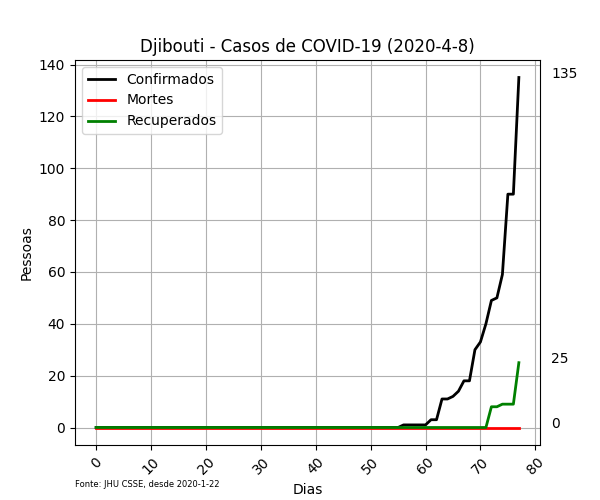 Djibouti - Casos de COVID-19 (2020-4-8)
Confirmados
Mortes
Recuperados
140
120
100
80
60
40
20
0
Pessoas
135
25
0
0
10
20
30
40
50
60
70
80
Dias
Fonte: JHU CSSE, desde 2020-1-22